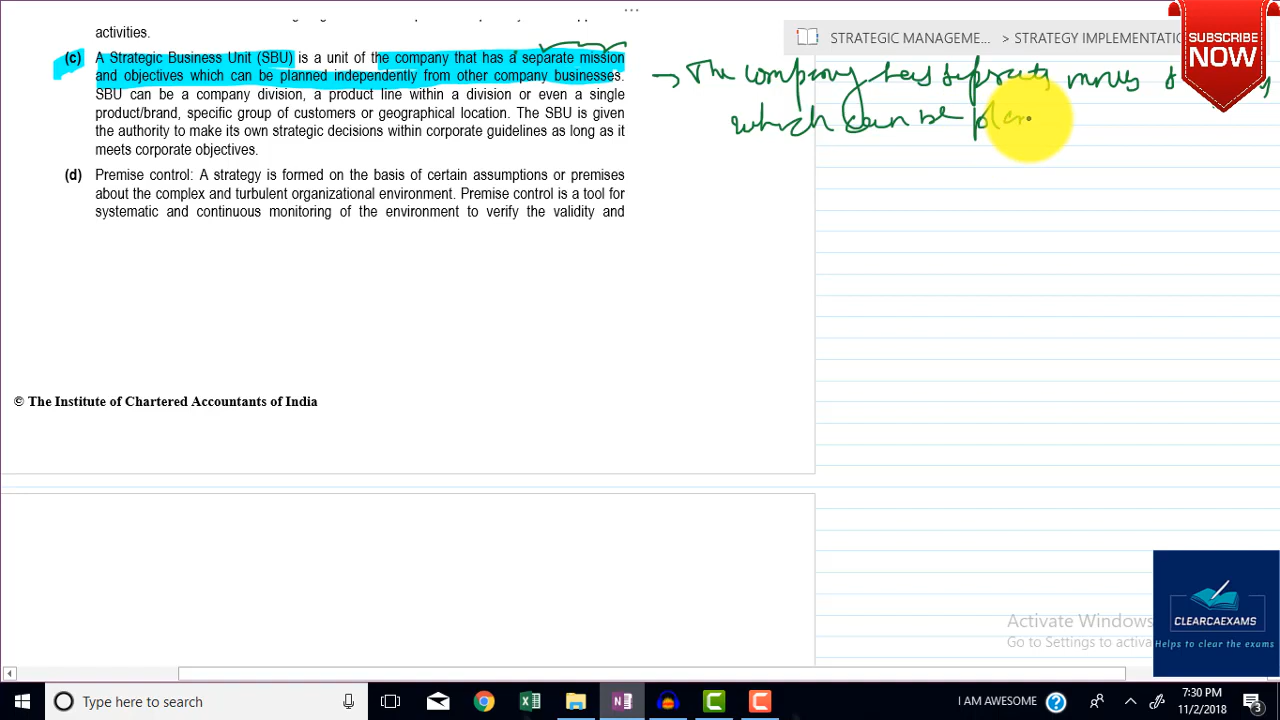 activities.
(c) A Strategic Business Unit (SBU) is a unit of the company that has a separate mission
and objectives which can be planned independently from other company businesses.
SBU can be a company division, a product line within a division or even a single
product/brand, specific group of customers or geographical location. The SBU is given
the authority to make its own strategic decisions within corporate guidelines as long as it
meets corporate objectives.
(d) Premise control: A strategy is formed on the basis of certain assumptions or premises
about the complex and turbulent organizational environment. Premise control is a tool for
systematic and continuous monitoring of the environment to verify the validity and
© The Institute of Chartered Accountants of India
STRATEGIC MANAGEME... > STRATEGY IMPLEMENTATIO
SUBSCRIBE
NOW
→ The company has separate
which can be plan
CLEARCAEXAMS
Helps to clear the exams
Activate Windows
Go to Settings to activa
Type here to search
I AM AWESOME
7:30 PM
11/2/2018
3